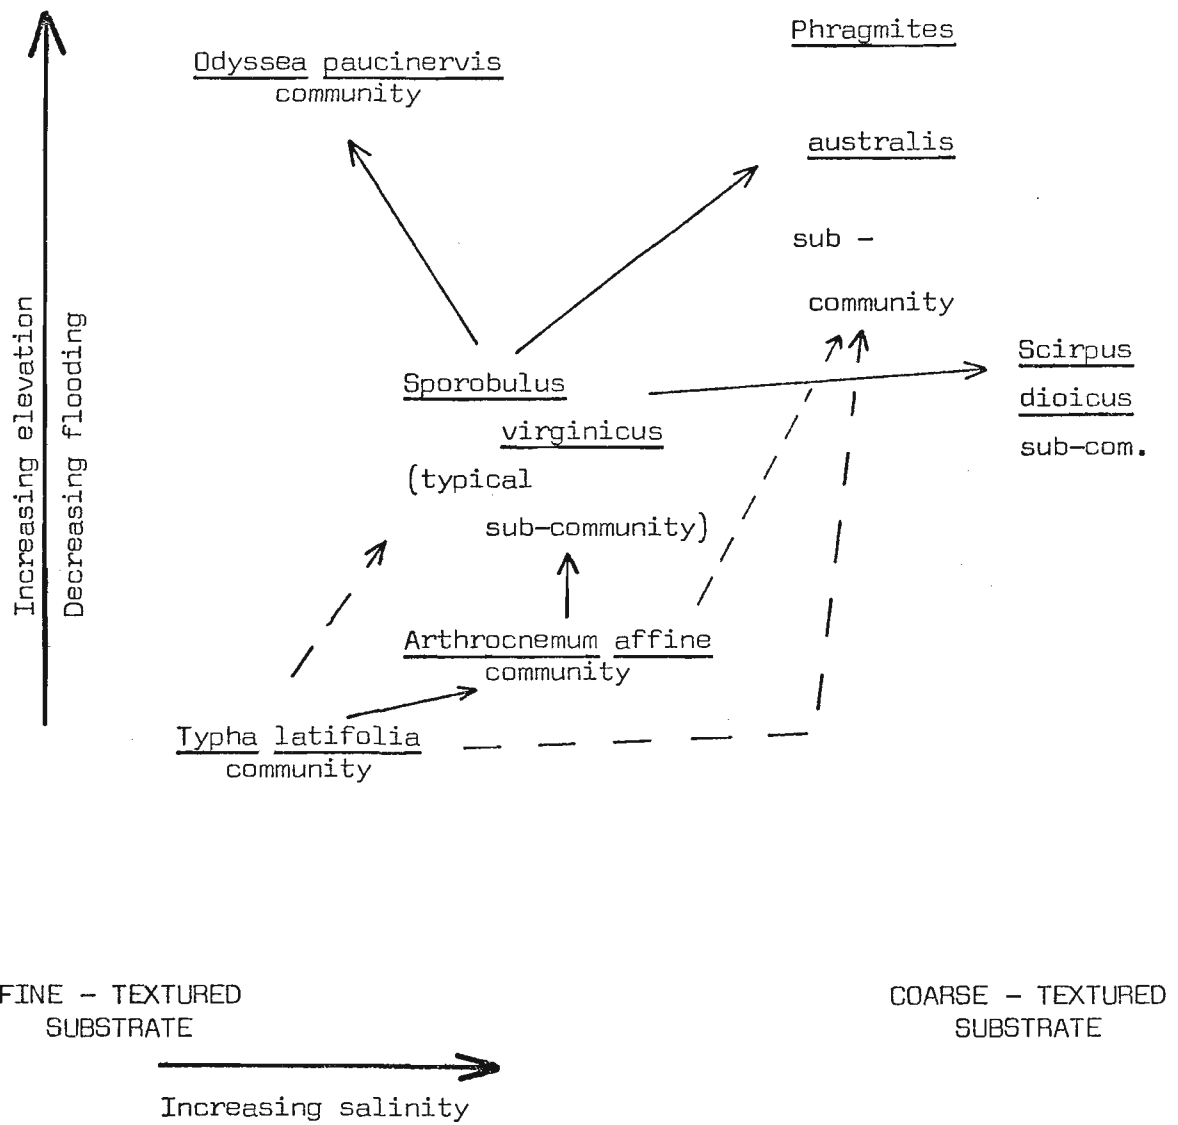 Phragmites
Odyssea paucinervis
community
australis
sub –
community
Increasing elevation
Decreasing flooding
Scirpus
dioicus
sub-com.
Sporobulus
virginicus
(typical
sub-community)
Arthrocnemum affine
community
Typha latifolia
community
FINE – TEXTURED
SUBSTRATE
COARSE – TEXTURED
SUBSTRATE
Increasing salinity